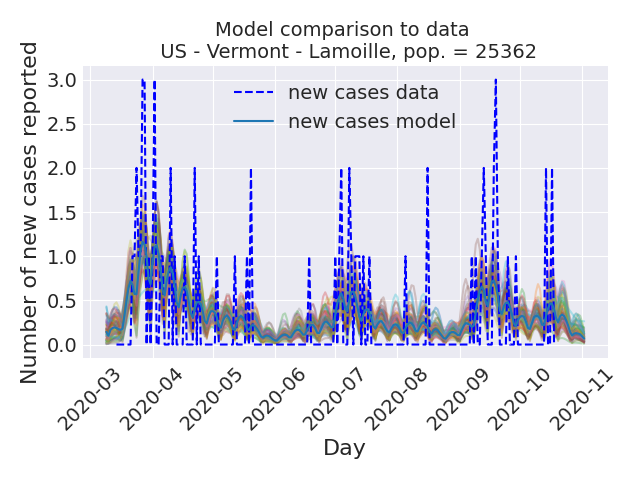 Model comparison to data
US - Vermont - Lamoille, pop. = 25362
Number of new cases reported
3.0
2.5
2.0
1.5
1.0
0.5
0.0
new cases data
new cases model
2020-03
2020-04
2020-05
2020-06
2020-07
2020-08
2020-09
2020-10
2020-11
Day